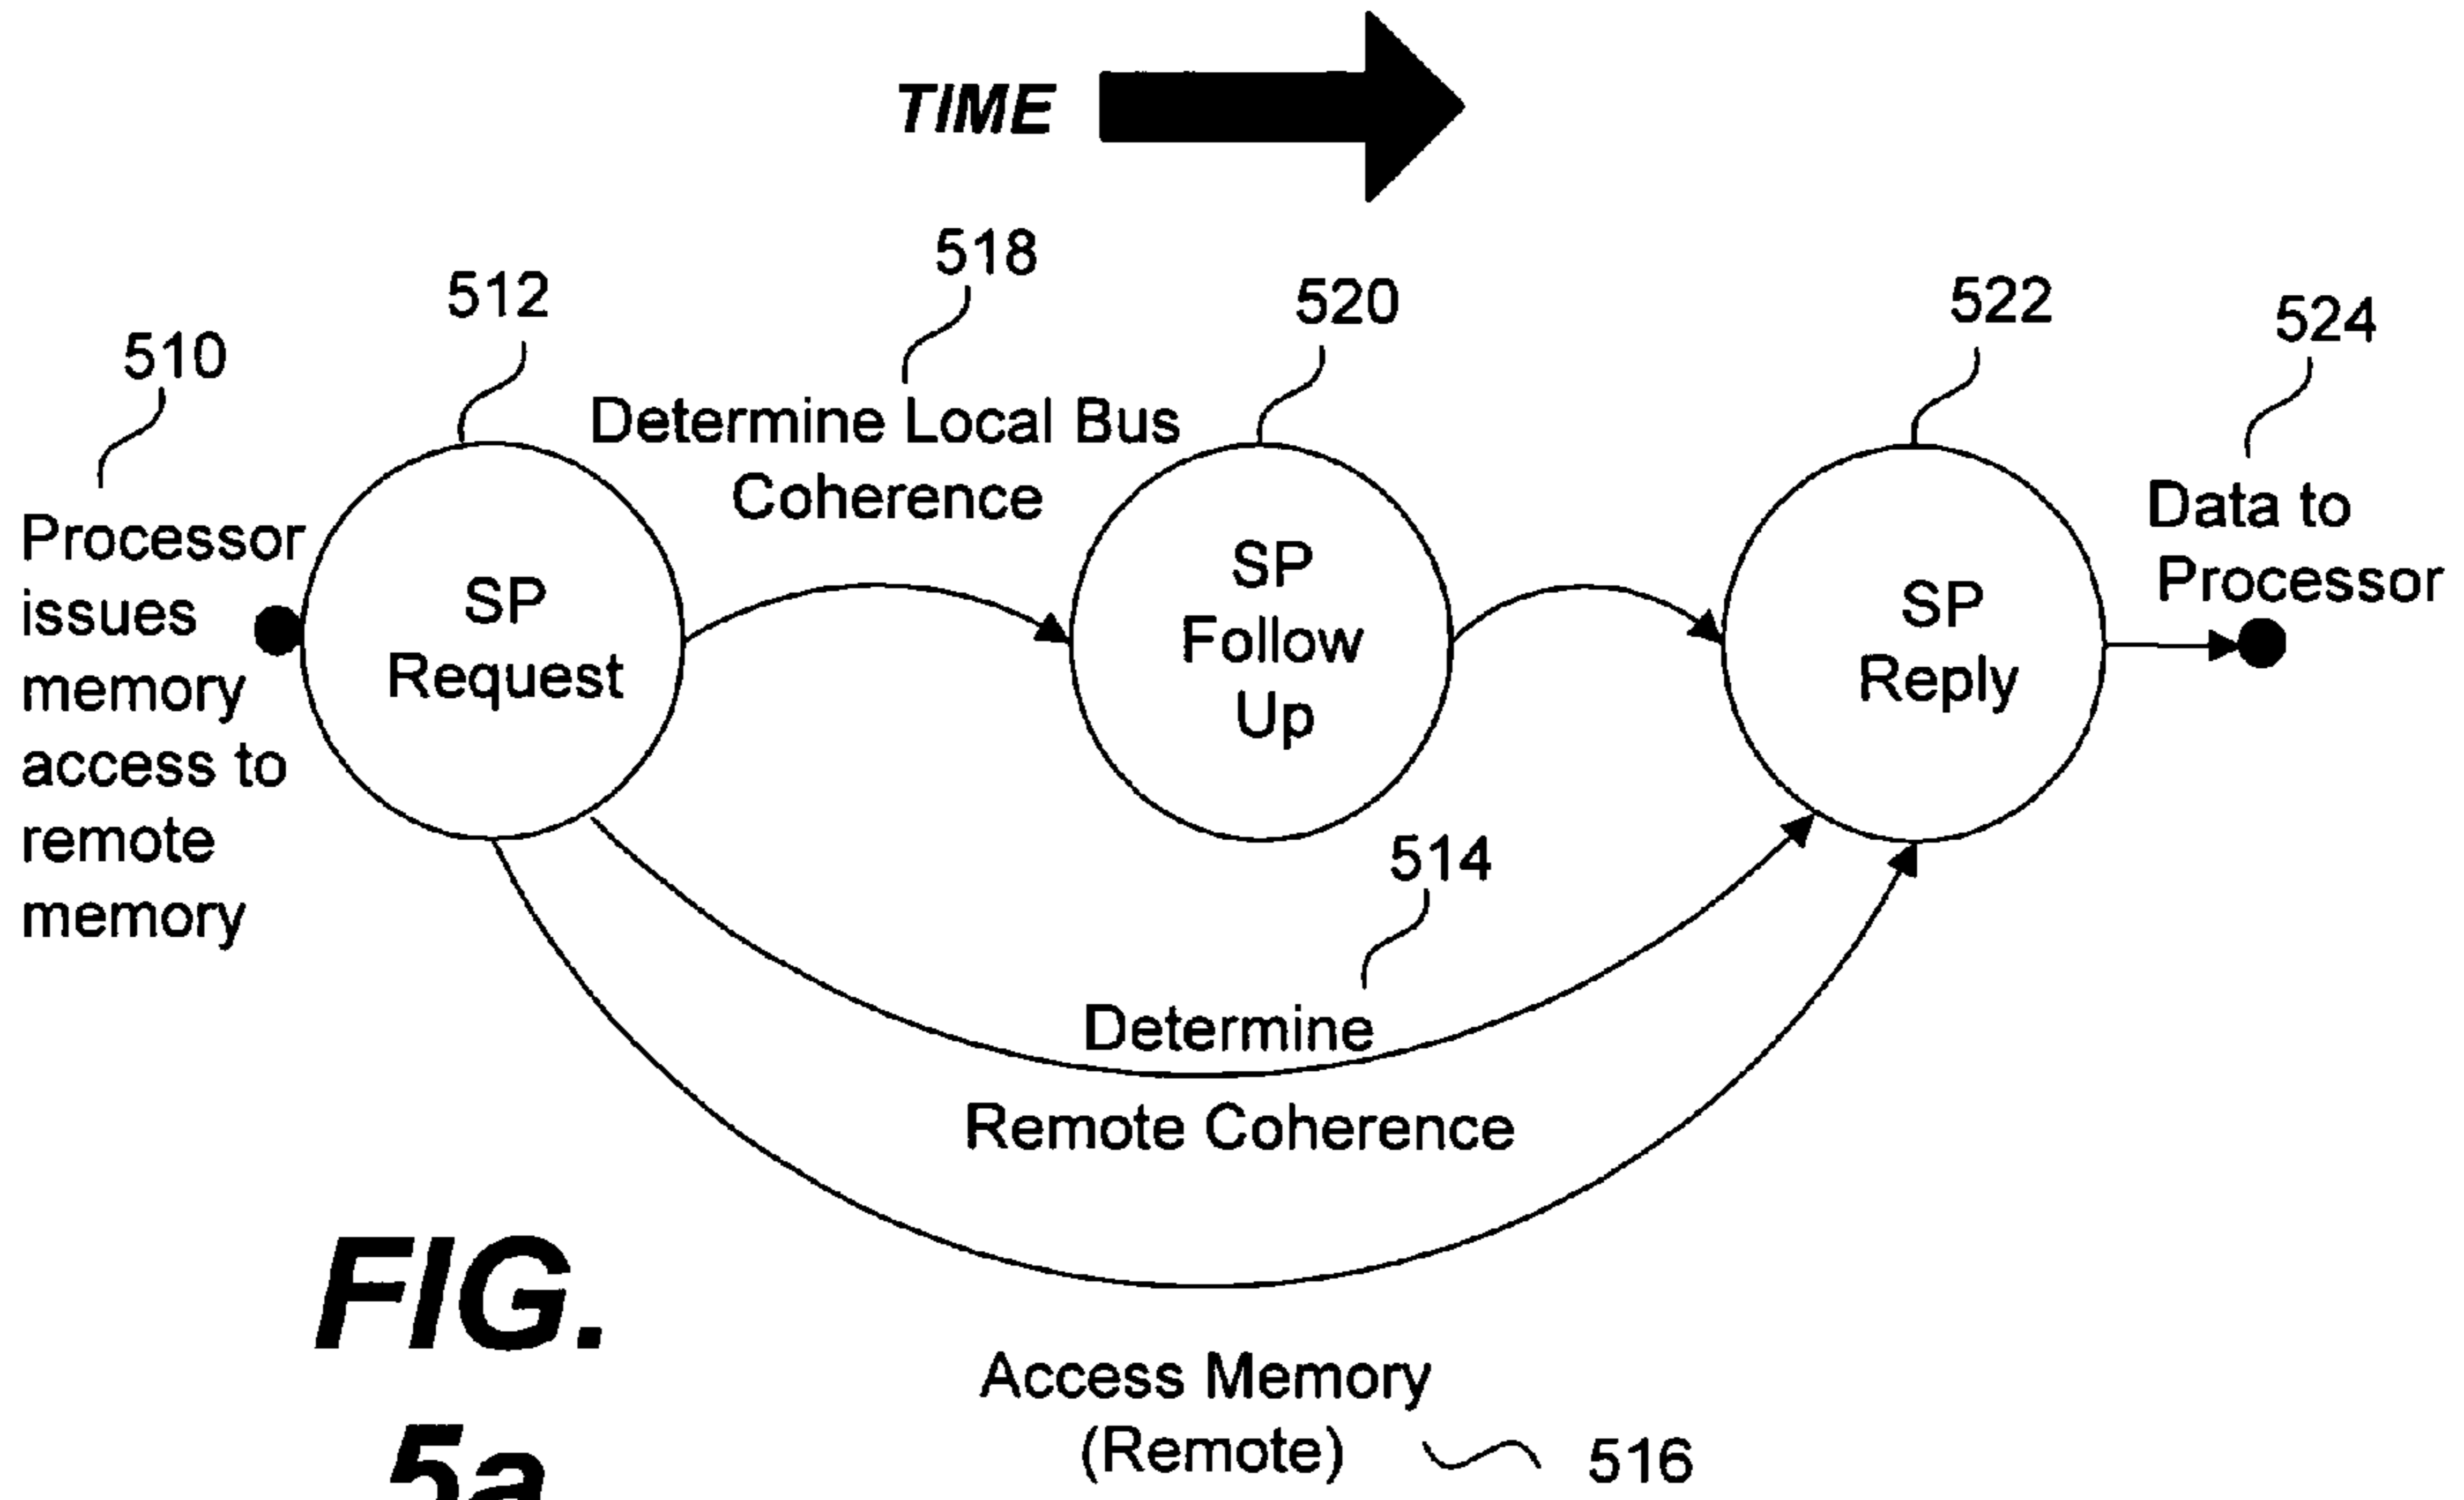 TIME
518
512
520
522
524
510
Determine Local Bus
Coherence
Data to
Processor
Processor
issues
memory
access to
remote
memory
SP
Request
SP
Follow
Up
SP
Reply
514
Determine
Remote Coherence
FIG.
5a
Access Memory
(Remote)
516